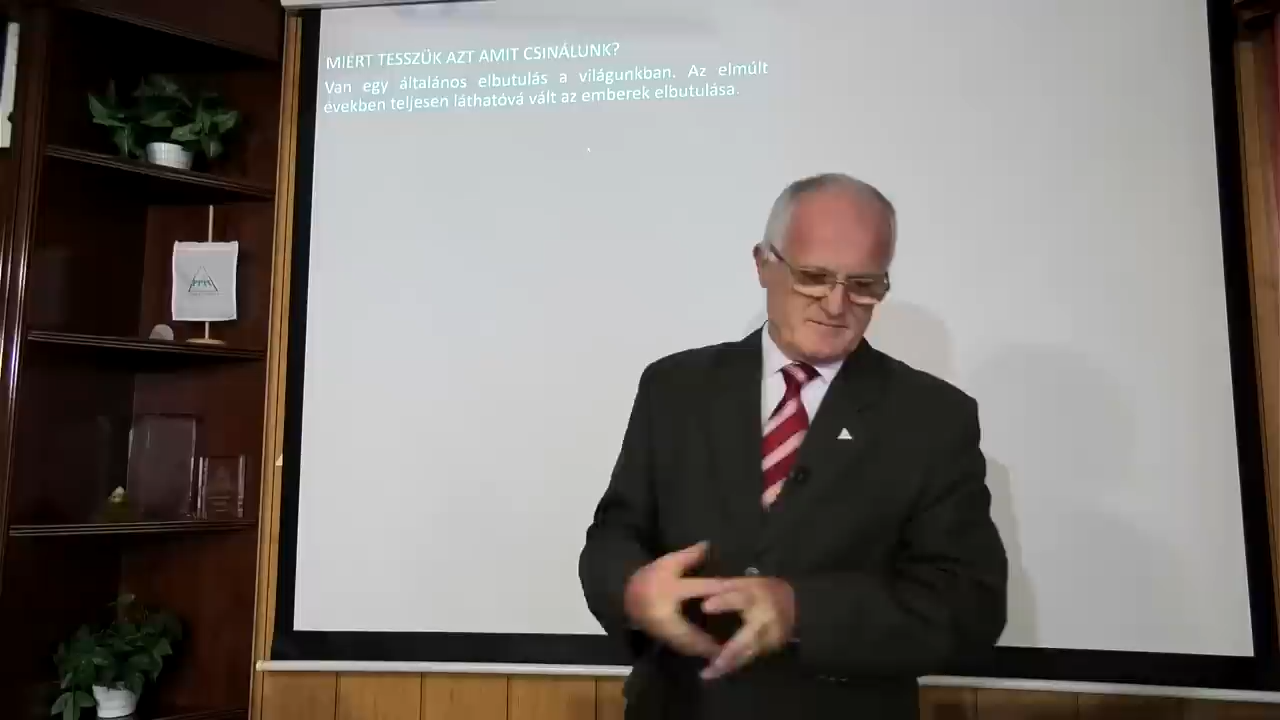 MIÉRT TESSZÜK AZT AMIT CSINÁLUNK?
Van egy általános elbutulás a világunkban. Az elmúlt
években teljesen láthatóvá vált az emberek elbutulása.